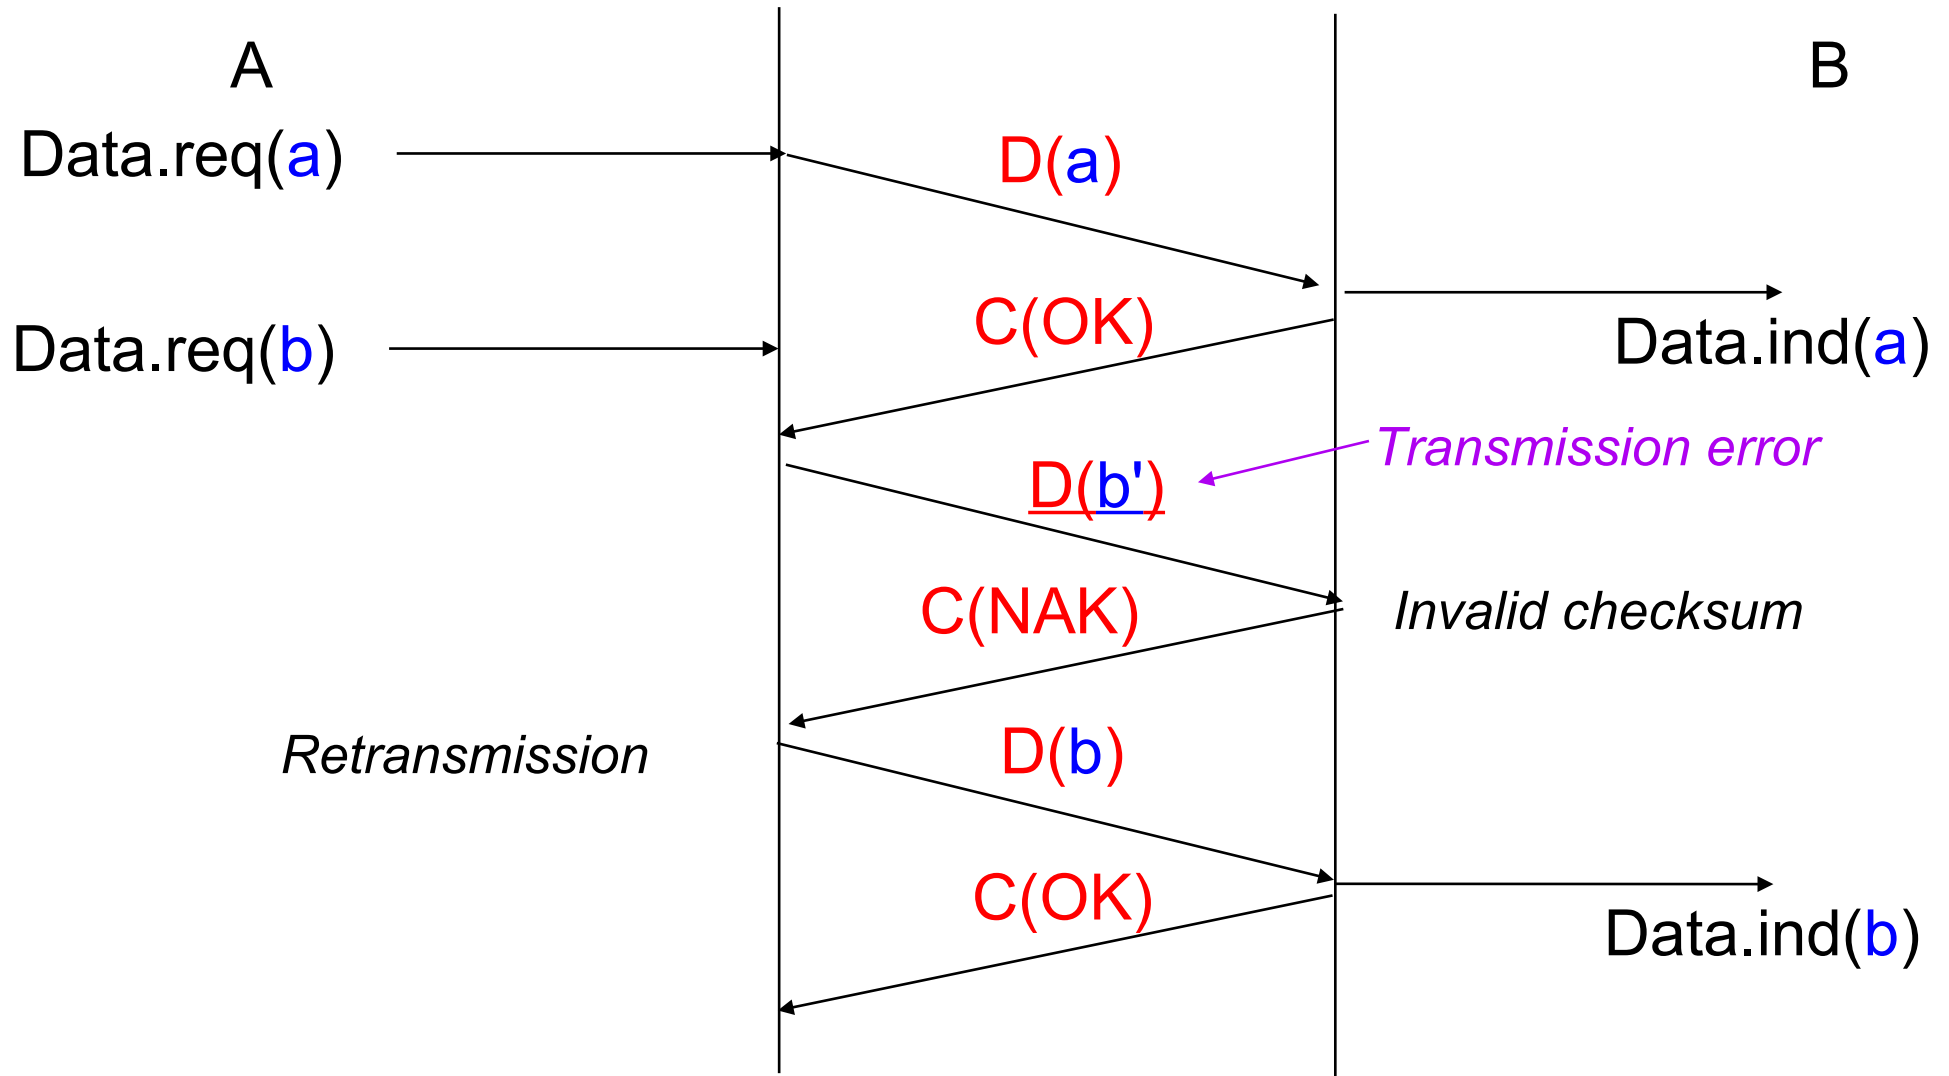 A
B
Data.req(a)
D(a)
C(OK)
Data.req(b)
Data.ind(a)
Transmission error
D(b')
C(NAK)
Invalid checksum
Retransmission
D(b)
C(OK)
Data.ind(b)